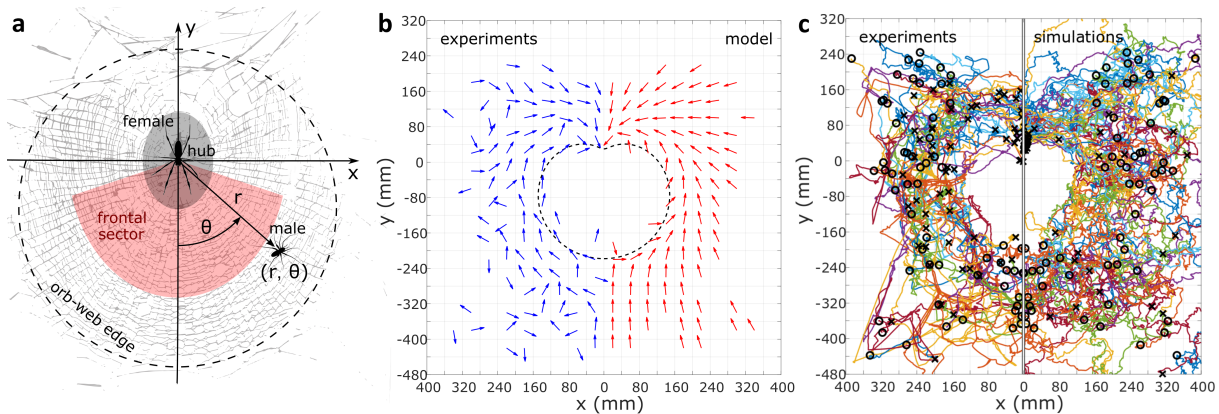 a
y
female
hub
x
r
frontal
sector
θ
male
(r, θ)
orb-web edge
b
experiments
model
y (mm)
320
240
160
80
0
-80
-160
-240
-320
-400
-480
400 320 240 160 80 0 80 160 240 320 400
x (mm)
c
experiments
simulations
y (mm)
320
240
160
80
0
-80
-160
-240
-320
-400
-480
400 320 240 160 80 0 80 160 240 320 400
x (mm)